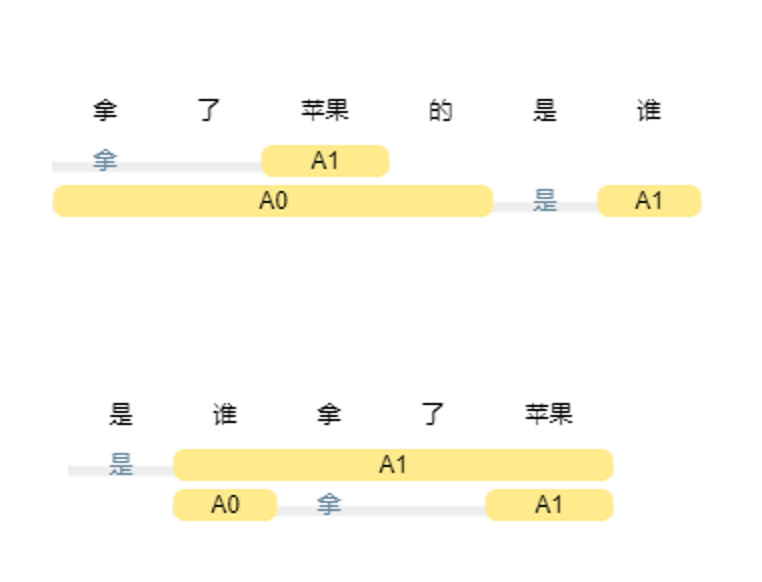 拿 了 苹果 的 是 谁
拿 A1
A0 是 A1
是 谁 拿 了 苹果
是 A1
A0 拿 A1